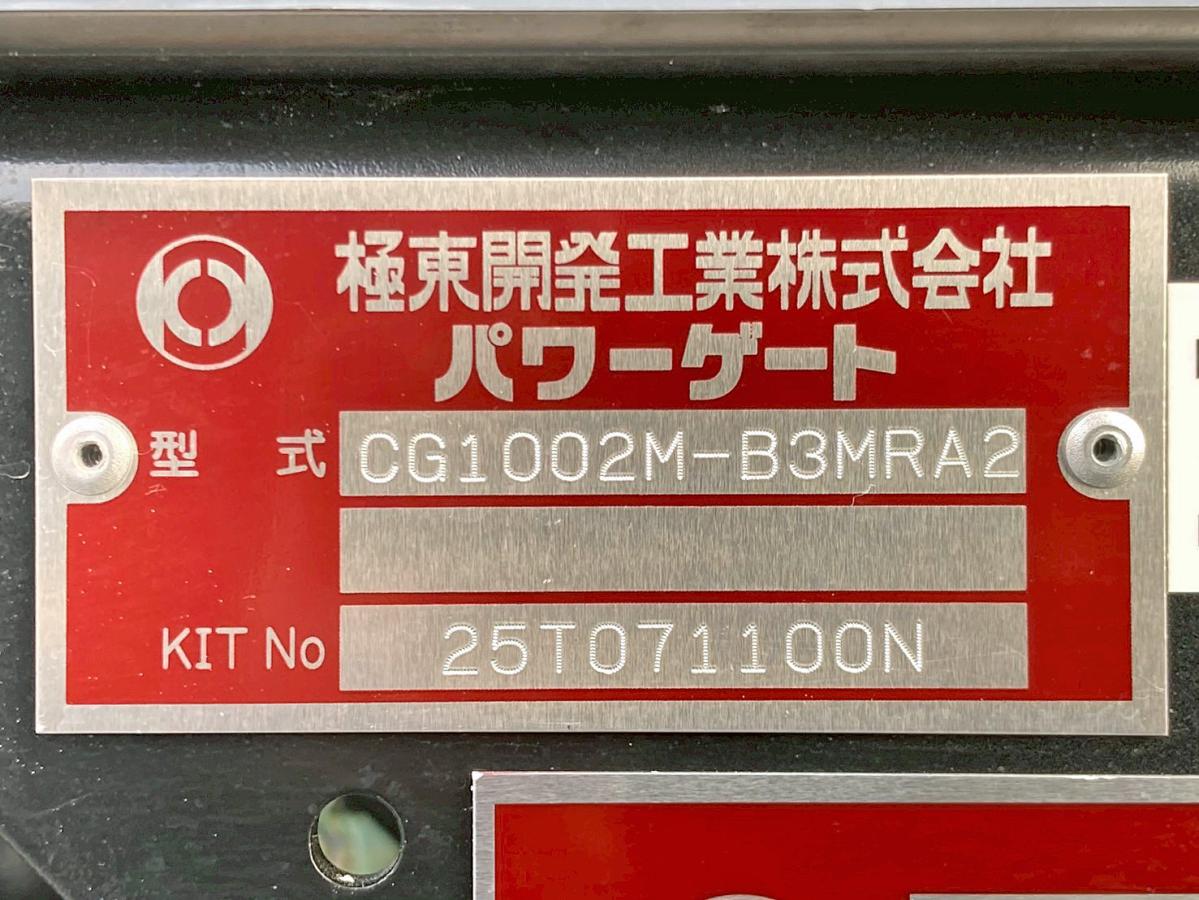 極東開発工業株式会社
パワーゲート
型式 CG1002M-B3MRA2
KIT No 25T071100N